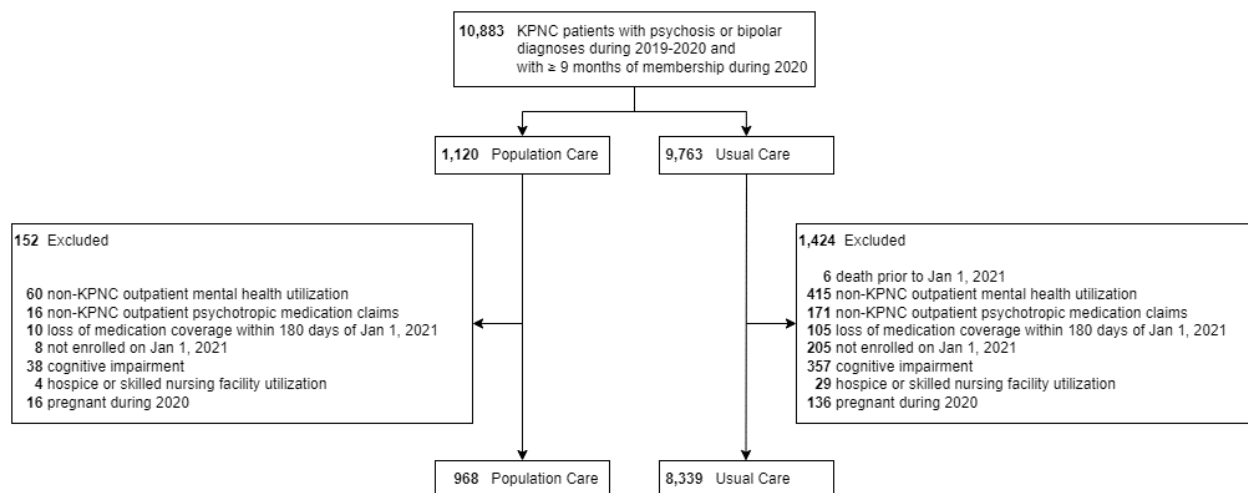 10,883 KPNC patients with psychosis or bipolar
diagnoses during 2019-2020 and
with ≥ 9 months of membership during 2020
1,120 Population Care
9,763 Usual Care
152 Excluded
60 non-KPNC outpatient mental health utilization
16 non-KPNC outpatient psychotropic medication claims
10 loss of medication coverage within 180 days of Jan 1, 2021
8 not enrolled on Jan 1, 2021
38 cognitive impairment
4 hospice or skilled nursing facility utilization
16 pregnant during 2020
1,424 Excluded
6 death prior to Jan 1, 2021
415 non-KPNC outpatient mental health utilization
171 non-KPNC outpatient psychotropic medication claims
105 loss of medication coverage within 180 days of Jan 1, 2021
205 not enrolled on Jan 1, 2021
357 cognitive impairment
29 hospice or skilled nursing facility utilization
136 pregnant during 2020
968 Population Care
8,339 Usual Care